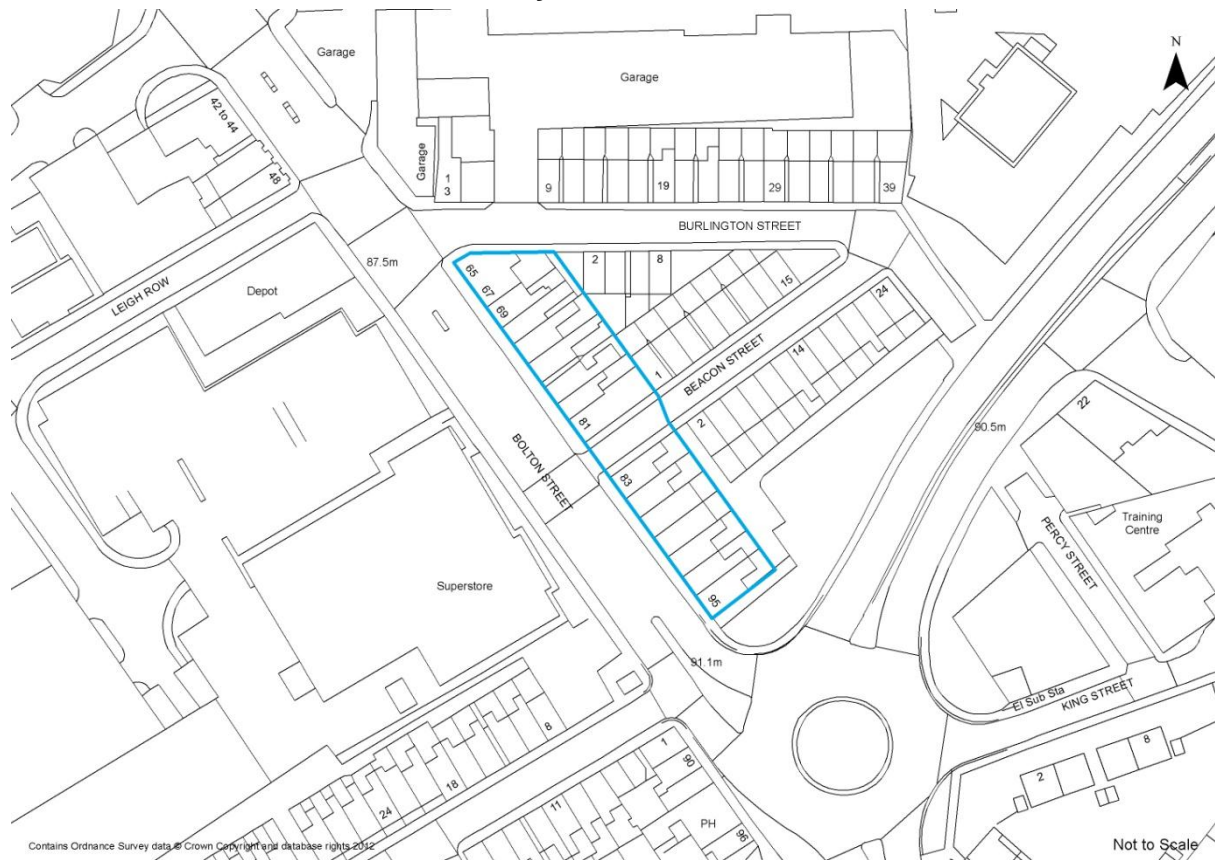 Garage
N
Garage
42 to 44
48
Garage
1
3
9
19
29
39
BURLINGTON STREET
87.5m
LEIGH ROW
Depot
65
67
69
2
8
15
24
1
BEACON STREET
14
81
2
BOLTON STREET
83
90.5m
22
PERCY STREET
Training
Centre
Superstore
95
91.1m
El Sub Sta
KING STREET
8
18
24
11
1
90
PH
96
2
8
Contains Ordnance Survey data © Crown Copyright and database rights 2012
Not to Scale